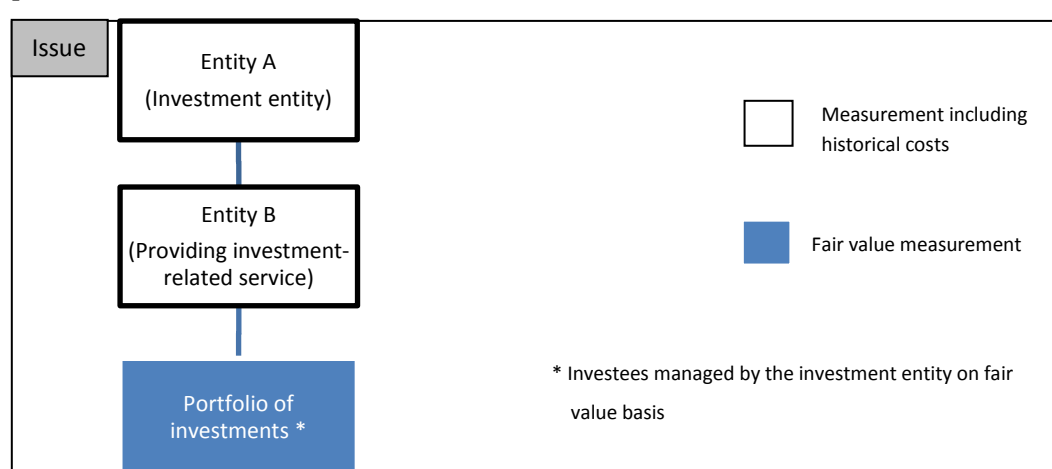 Issue
Entity A
(Investment entity)
Measurement including
historical costs
Entity B
(Providing investment-
related service)
Fair value measurement
Portfolio of
investments *
* Investees managed by the investment entity on fair
value basis